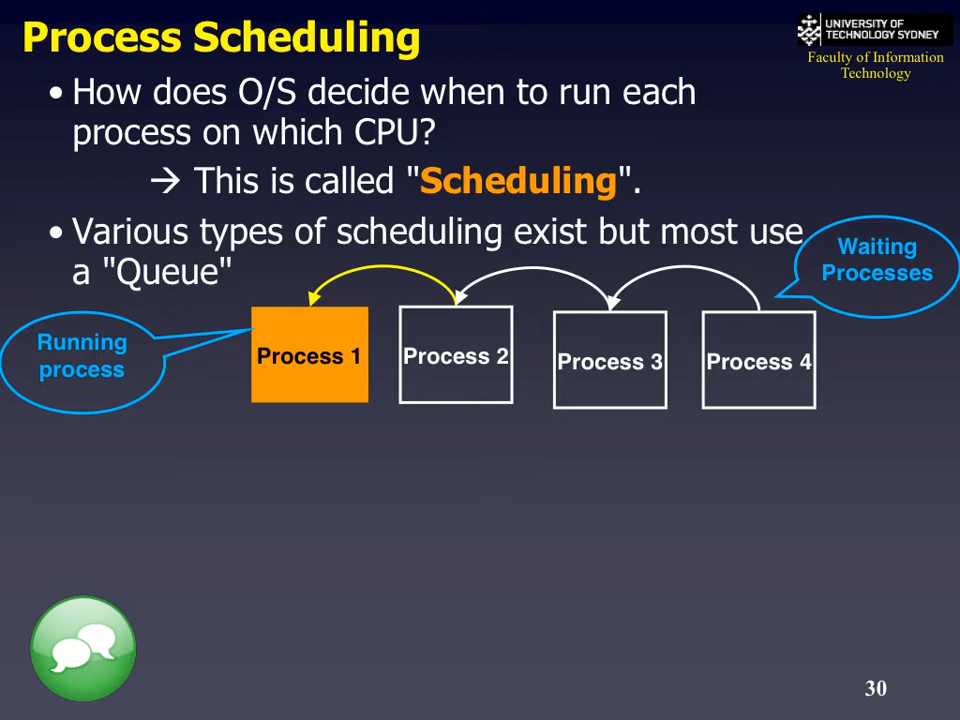 Process Scheduling
UNIVERSITY OF
TECHNOLOGY SYDNEY
Faculty of Information
Technology
• How does O/S decide when to run each
process on which CPU?
→ This is called "Scheduling".
• Various types of scheduling exist but most use
a "Queue"
Waiting
Processes
Running
process
Process 1
Process 2
Process 3
Process 4
30